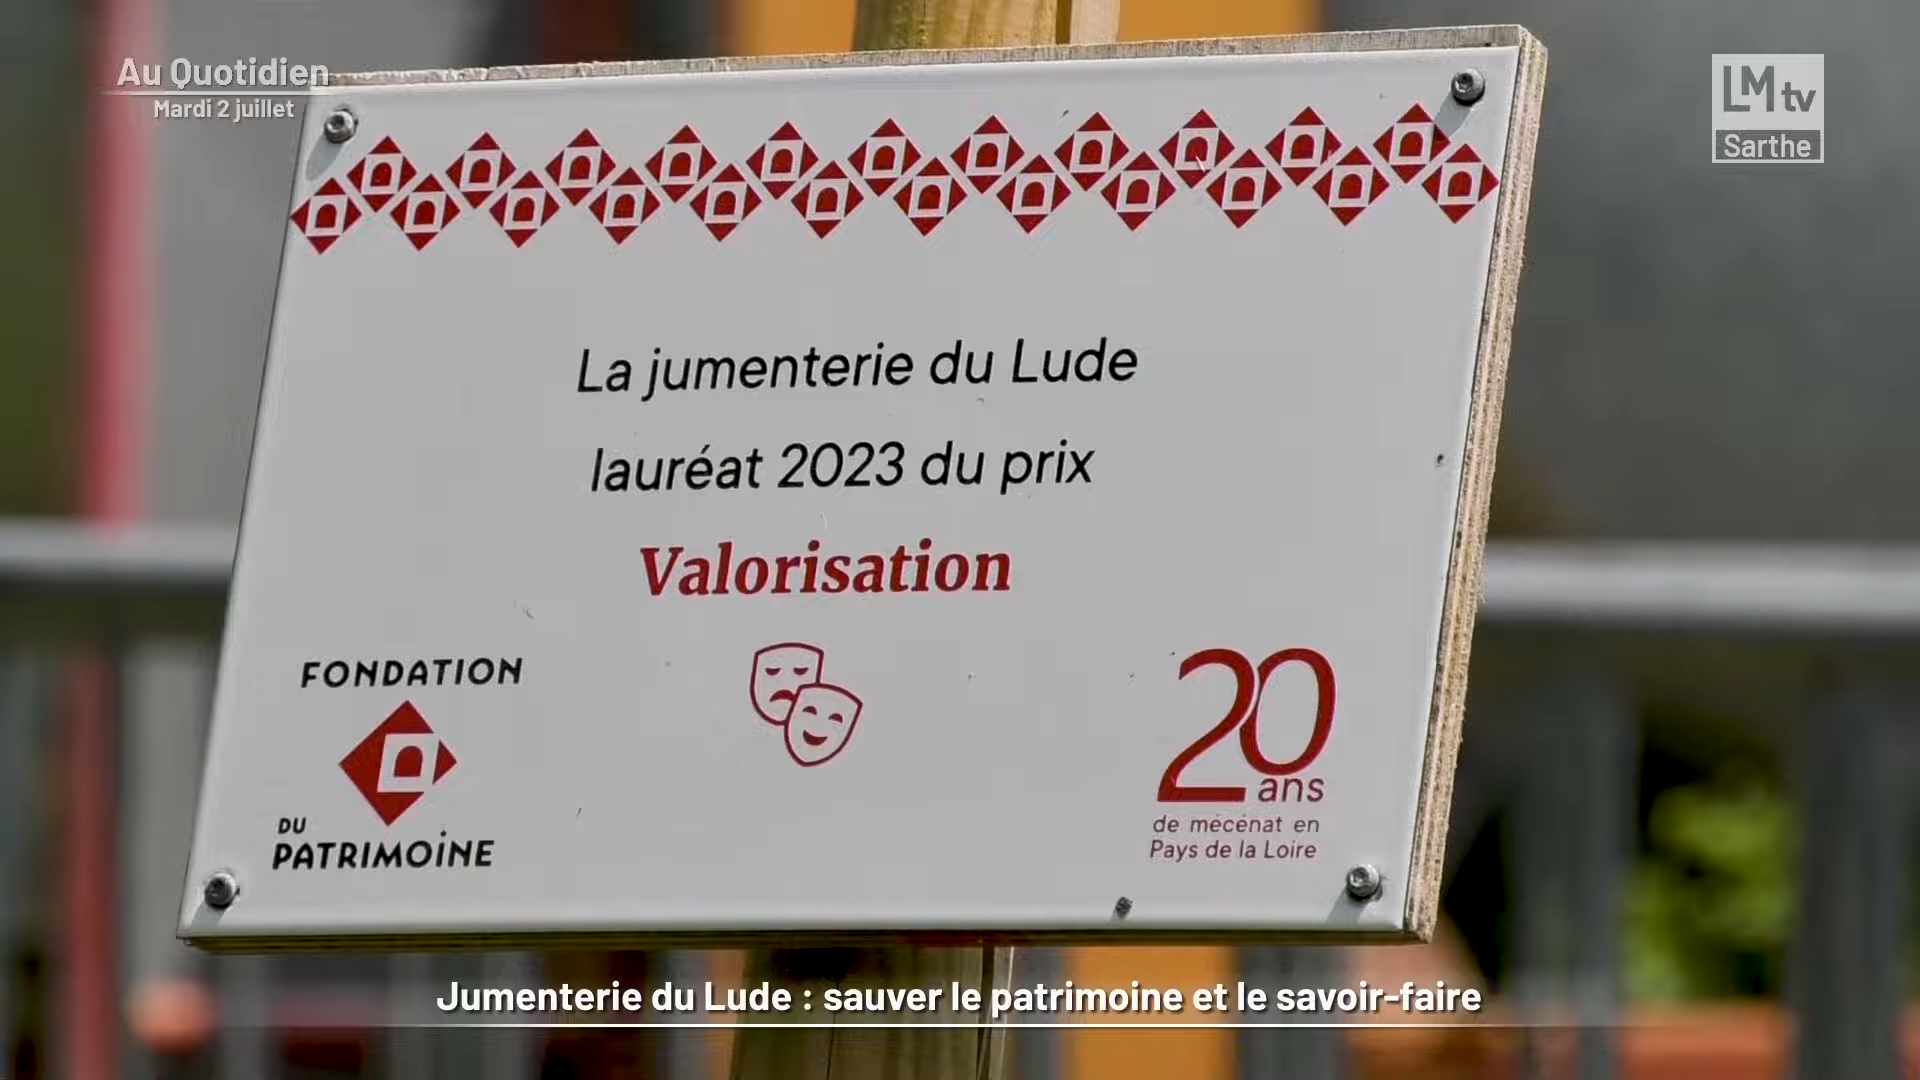 Au Quotidien
Mardi 2 juillet
LM tv
Sarthe
La jumenterie du Lude
lauréat 2023 du prix
Valorisation
FONDATION
DU
PATRIMOiNE
20
ans
de mécénat en
Pays de la Loire
Jumenterie du Lude : sauver le patrimoine et le savoir-faire